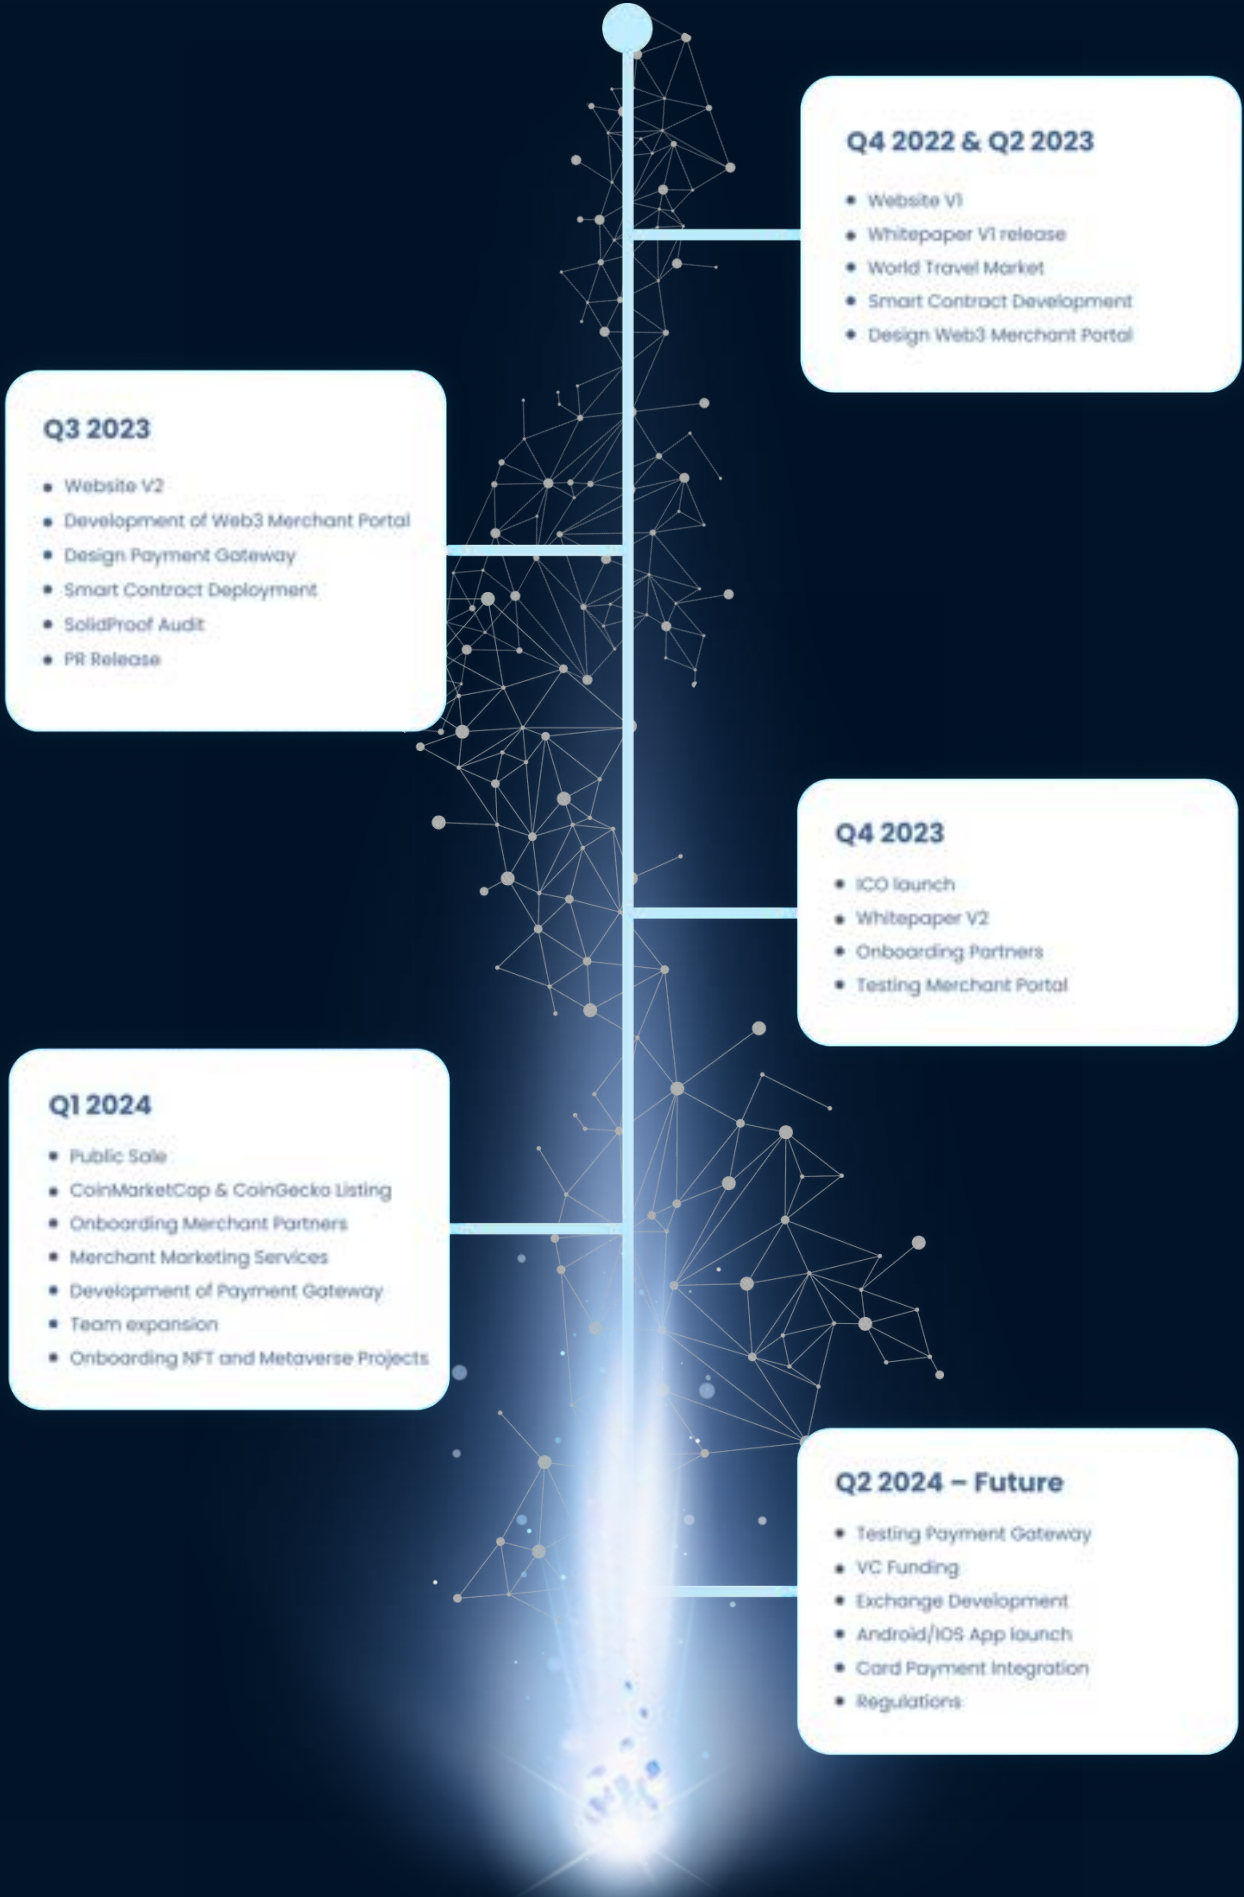 Q4 2022 & Q2 2023
• Website V1
• Whitepaper V1 release
• World Travel Market
• Smart Contract Development
• Design Web3 Merchant Portal
Q3 2023
• Website V2
• Development of Web3 Merchant Portal
• Design Payment Gateway
• Smart Contract Deployment
• SolidProof Audit
• PR Release
Q4 2023
• ICO launch
• Whitepaper V2
• Onboarding Partners
• Testing Merchant Portal
Q1 2024
• Public Sale
• CoinMarketCap & CoinGecko Listing
• Onboarding Merchant Partners
• Merchant Marketing Services
• Development of Payment Gateway
• Team expansion
• Onboarding NFT and Metaverse Projects
Q2 2024 – Future
• Testing Payment Gateway
• VC Funding
• Exchange Development
• Android/IOS App launch
• Card Payment Integration
• Regulations